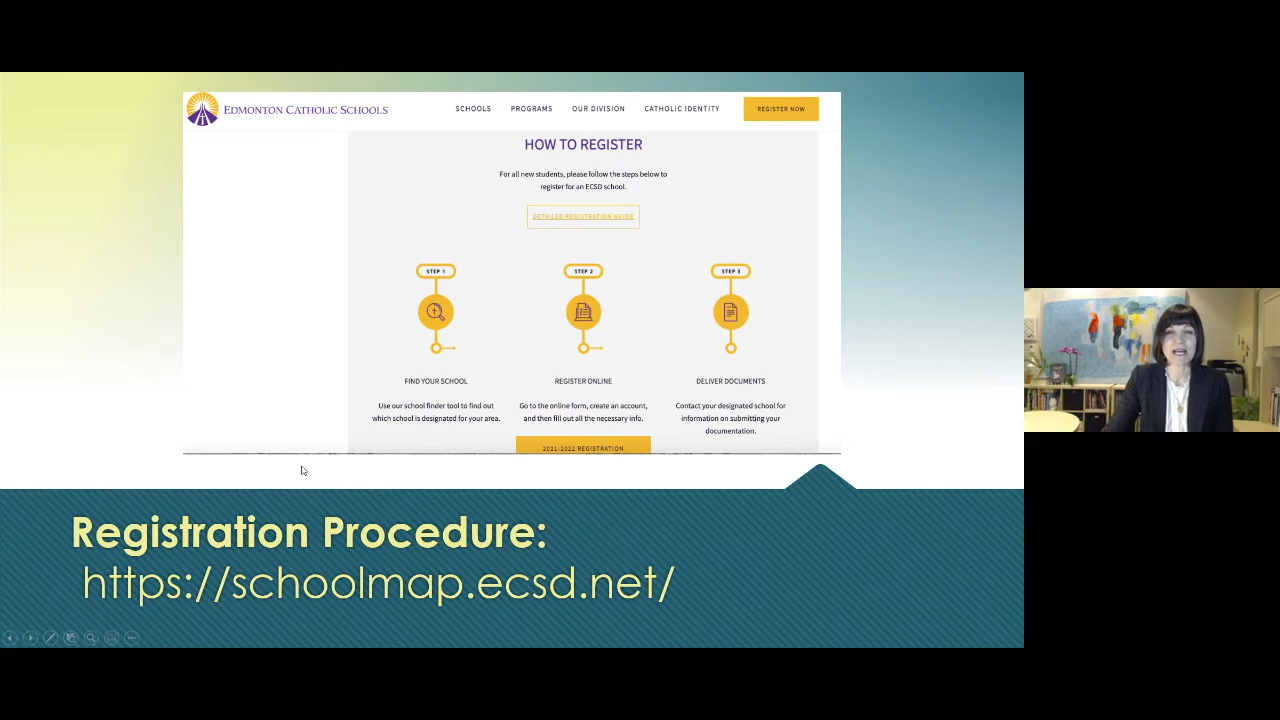 EDMONTON CATHOLIC SCHOOLS
SCHOOLS PROGRAMS OUR DIVISION CATHOLIC IDENTITY REGISTER NOW
HOW TO REGISTER
For all new students, please follow the steps below to
register for an ECSD school.
DETAILED REGISTRATION GUIDE
STEP 1
STEP 2
STEP 3
FIND YOUR SCHOOL
Use our school finder tool to find out
which school is designated for your area.
REGISTER ONLINE
Go to the online form, create an account,
and then fill out all the necessary info.
2021-2022 REGISTRATION
DELIVER DOCUMENTS
Contact your designated school for
information on submitting your
documentation.
Registration Procedure:
https://schoolmap.ecsd.net/